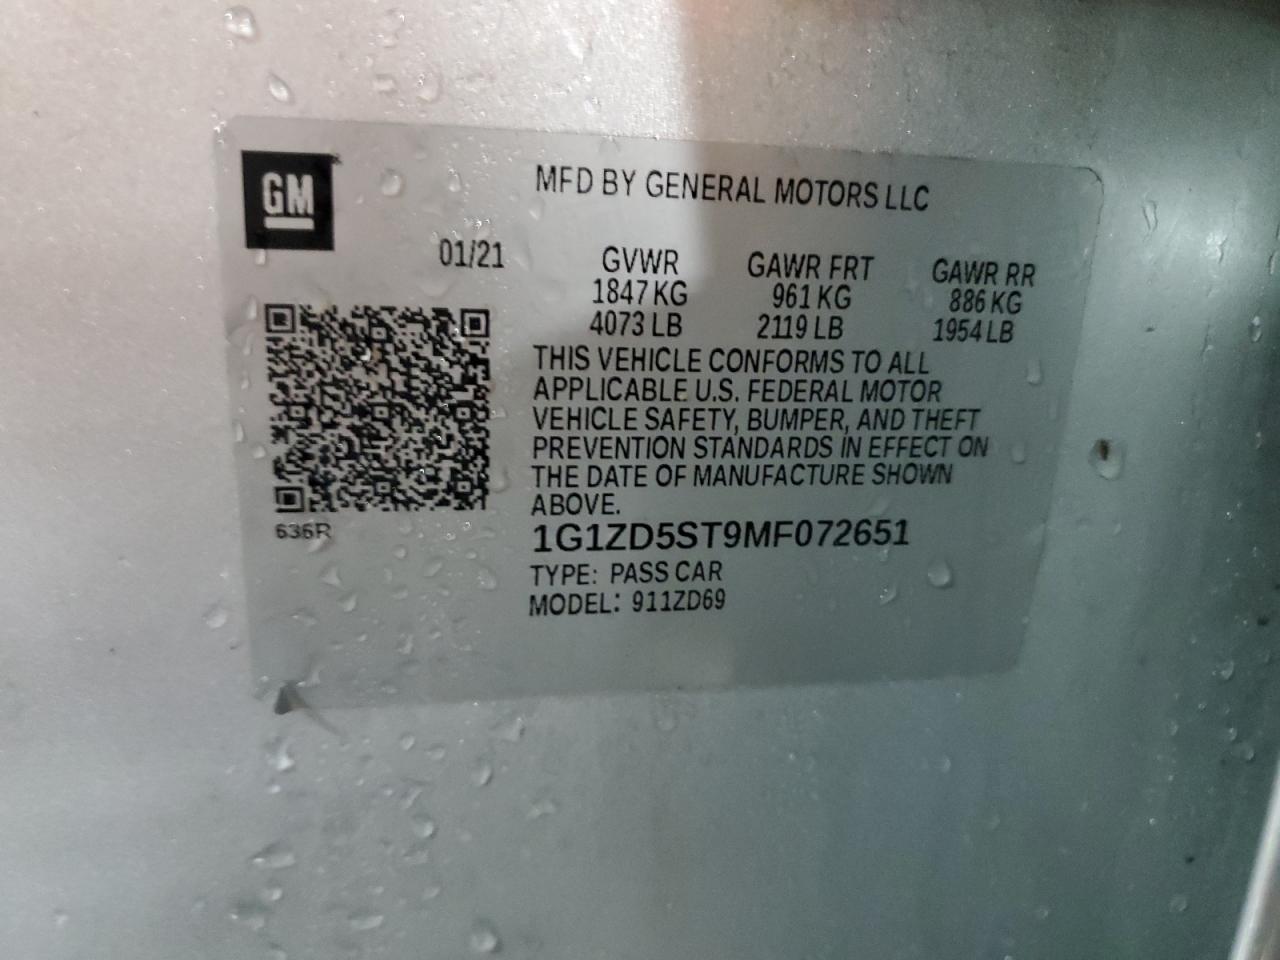 GM
MFD BY GENERAL MOTORS LLC
01/21
GVWR GAWR FRT GAWR RR
1847 KG 961 KG 886 KG
4073 LB 2119 LB 1954 LB
THIS VEHICLE CONFORMS TO ALL
APPLICABLE U.S. FEDERAL MOTOR
VEHICLE SAFETY, BUMPER, AND THEFT
PREVENTION STANDARDS IN EFFECT ON
THE DATE OF MANUFACTURE SHOWN
ABOVE.
636R
1G1ZD5ST9MF072651
TYPE: PASS CAR
MODEL: 911ZD69